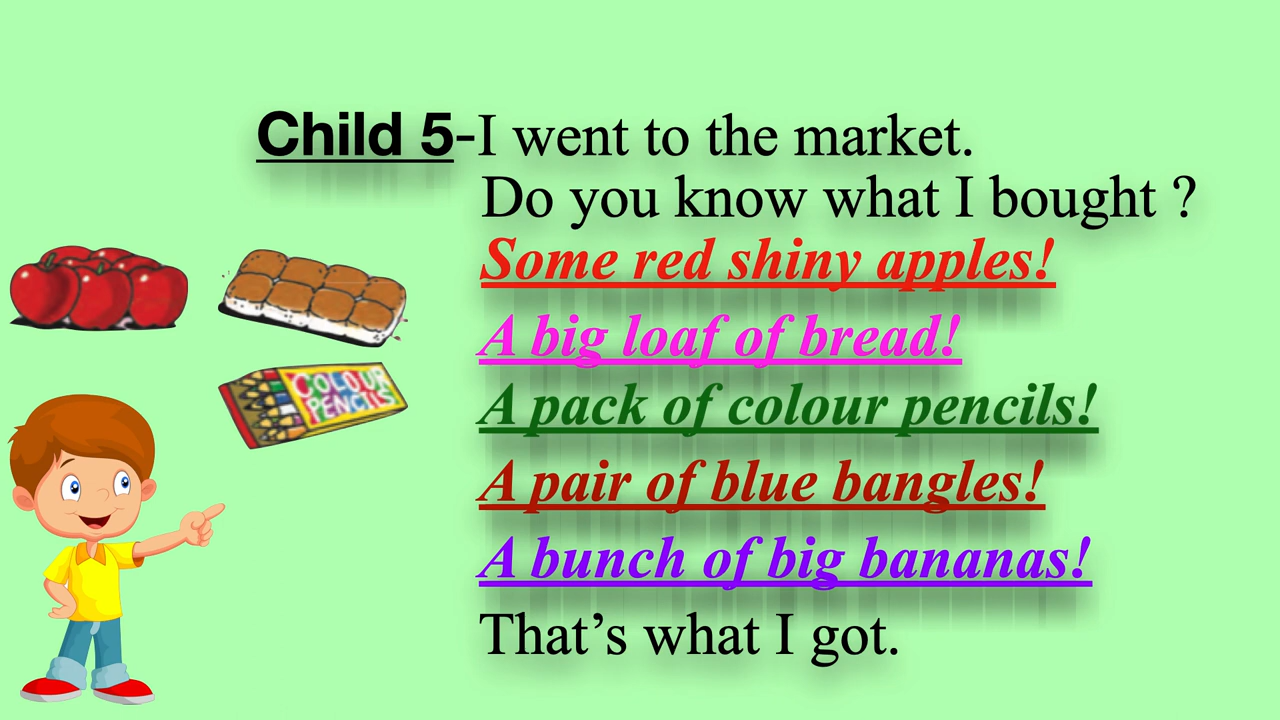 Child 5-I went to the market.
Do you know what I bought ?
Some red shiny apples!
A big loaf of bread!
COLOUR
PENCILS
A pack of colour pencils!
A pair of blue bangles!
A bunch of big bananas!
That’s what I got.